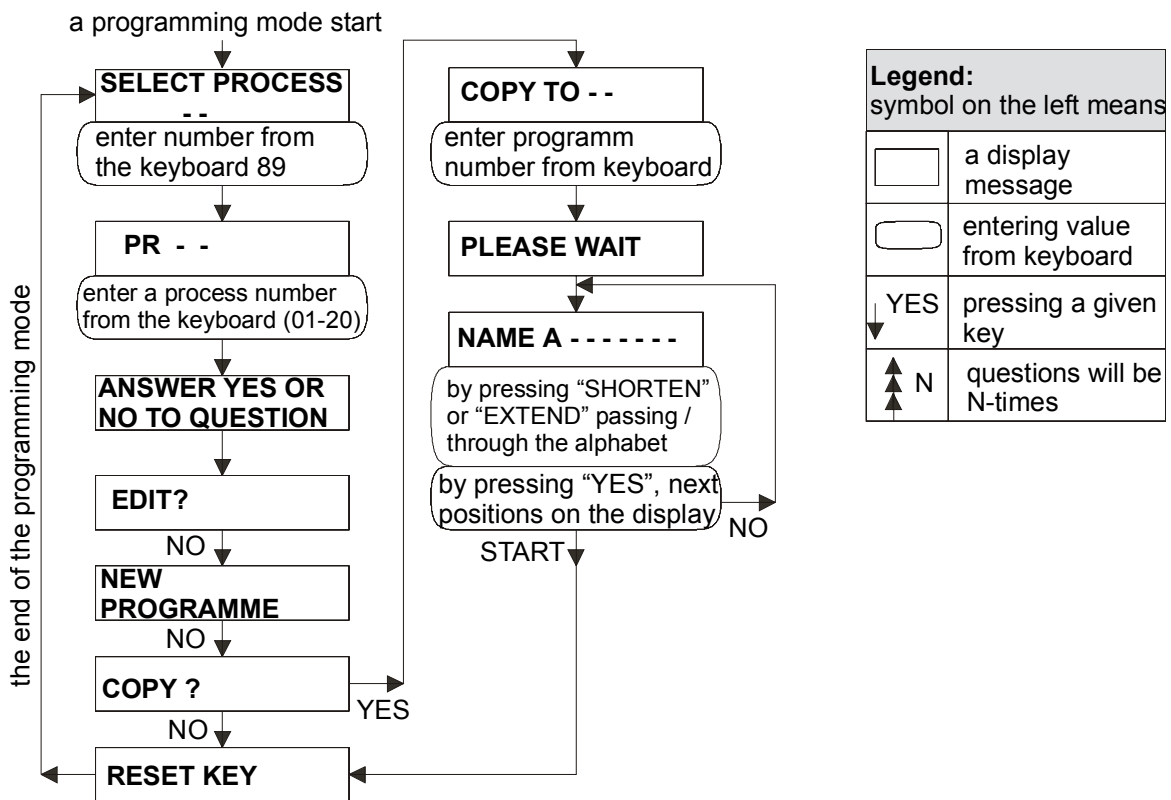 a programming mode start
SELECT PROCESS
- -
enter number from
the keyboard 89
PR - -
enter a process number
from the keyboard (01-20)
ANSWER YES OR
NO TO QUESTION
EDIT?
NO
NEW
PROGRAMME
NO
COPY ?
YES
NO
RESET KEY
the end of the programming mode
COPY TO - -
enter programm
number from keyboard
PLEASE WAIT
NAME A - - - - - - -
by pressing “SHORTEN”
or “EXTEND” passing /
through the alphabet
by pressing “YES”, next
positions on the display
NO
START
Legend:
symbol on the left means
a display
message
entering value
from keyboard
YES
pressing a given
key
N
questions will be
N-times